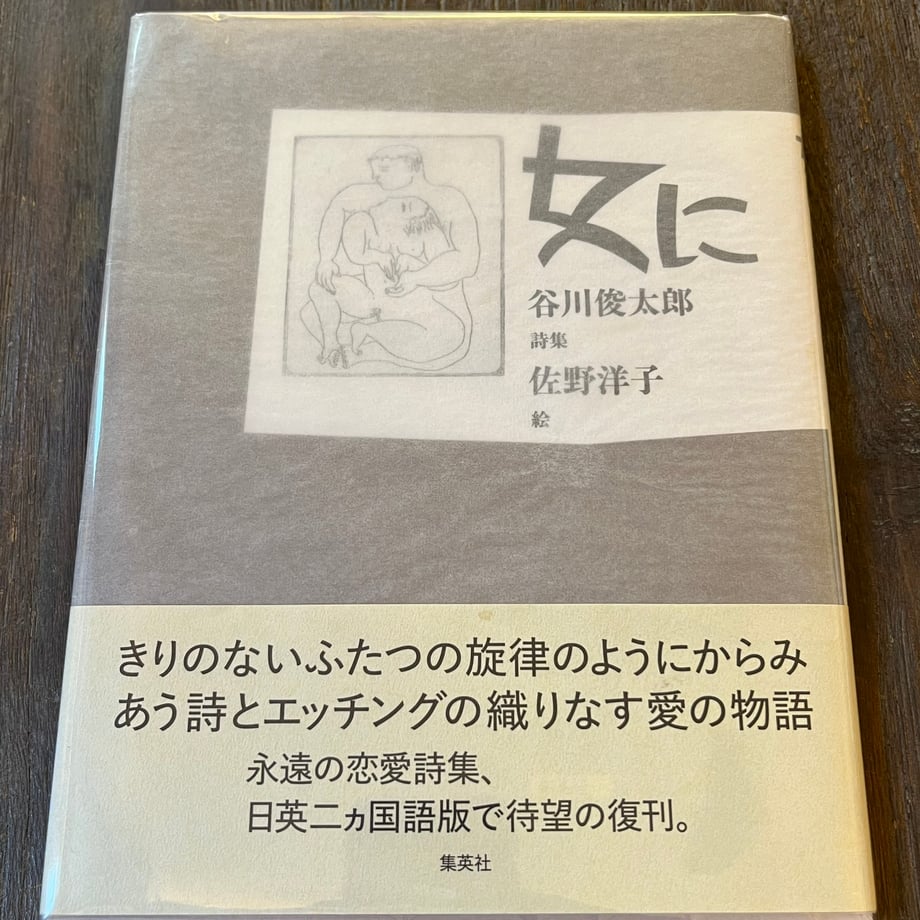 女に
谷川俊太郎
詩集
佐野洋子
絵
きりのないふたつの旋律のようにからみ
あう詩とエッチングの織りなす愛の物語
永遠の恋愛詩集、
日英二ヵ国語版で待望の復刊。
集英社